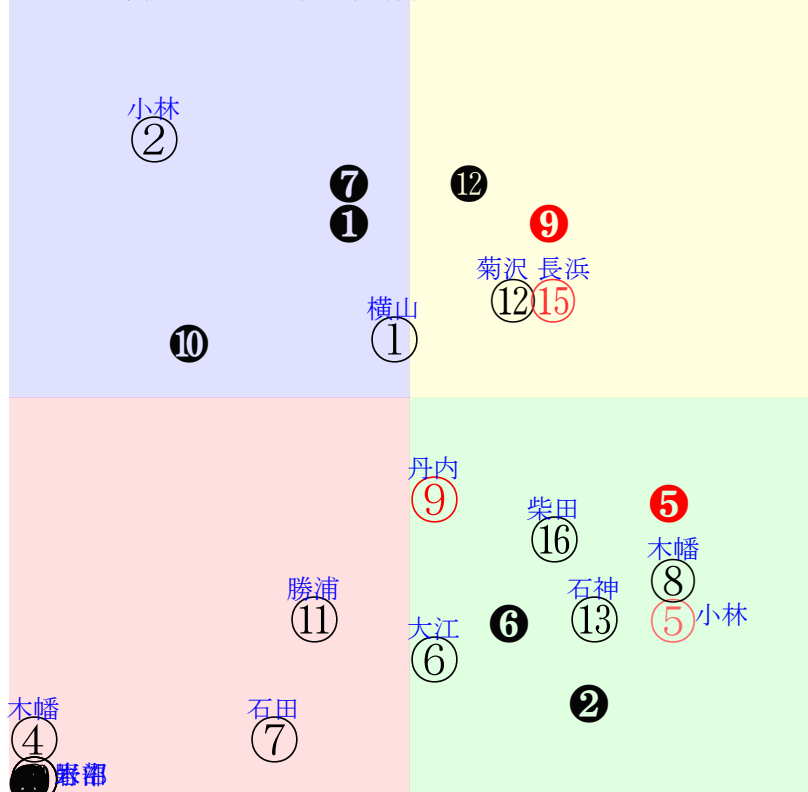 小林
②
❼
⓬
❶
❾
菊沢 長浜
⑫ ⑮
横山
①
❿
丹内
⑨
柴田
❺
⑯
木幡
⑧
勝浦
石神
⑪
⑬
⑤ 小林
❻
大江
⑥
木幡
石田
❷
④
⑦